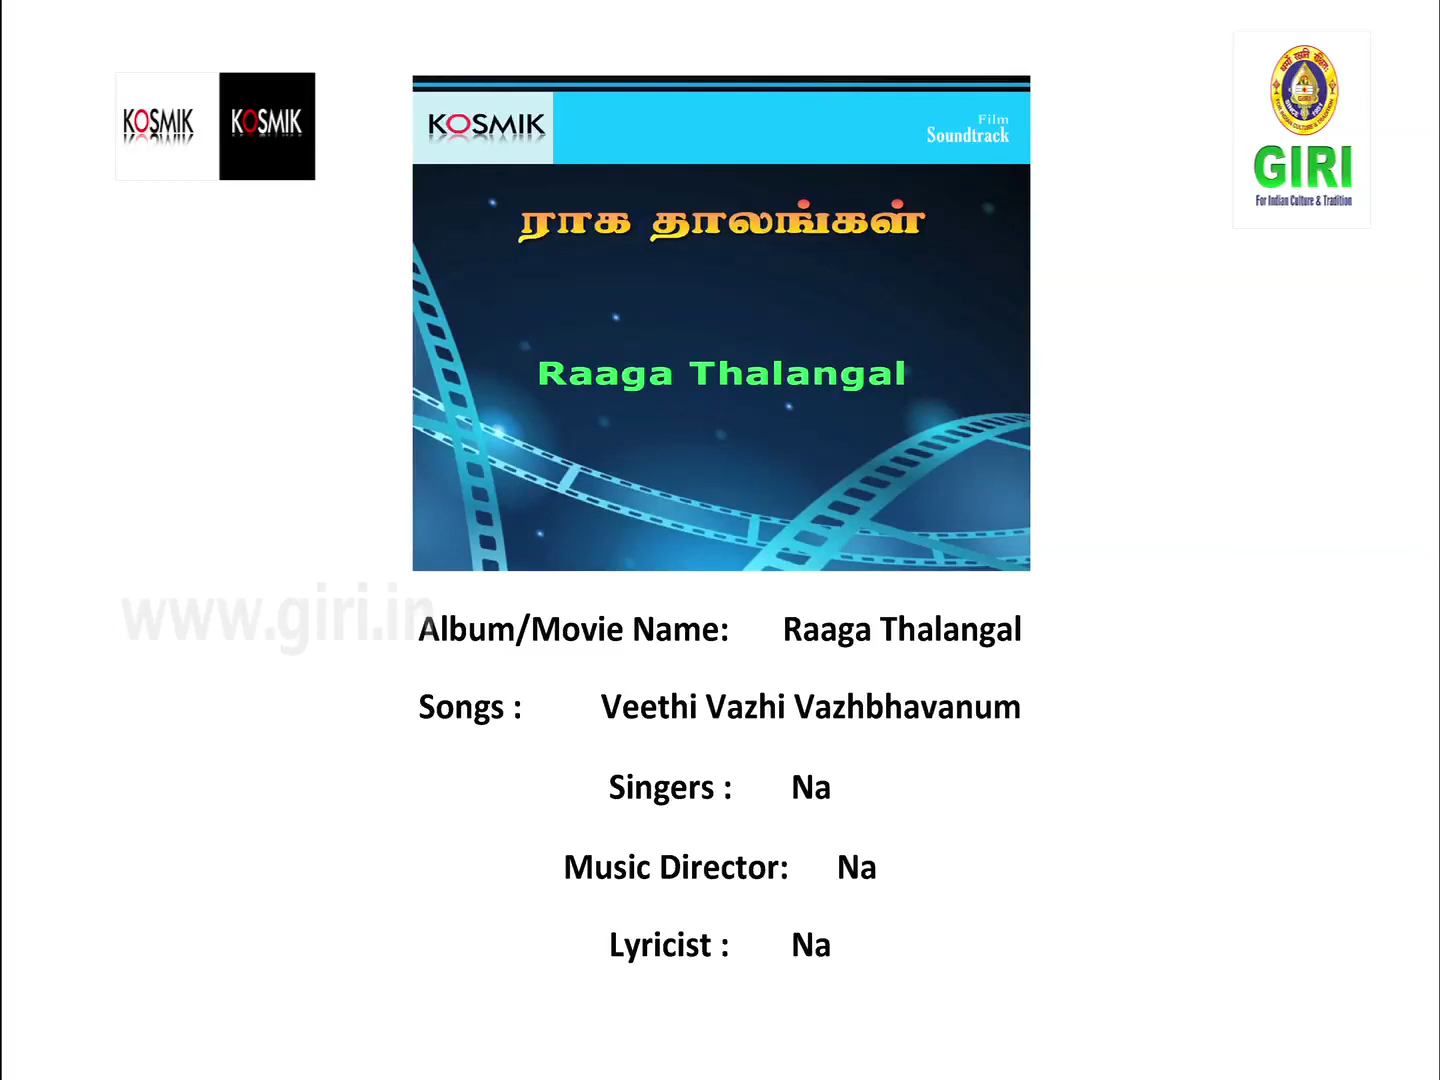 KOSMIK KOSMIK
KOSMIK
Film
Soundtrack
GIRI
GIRI
For Indian Culture & Tradition
ராக தாலங்கள்
Raaga Thalangal
www.giri.in
Album/Movie Name: Raaga Thalangal
Songs : Veethi Vazhi Vazhbhavanum
Singers : Na
Music Director: Na
Lyricist : Na